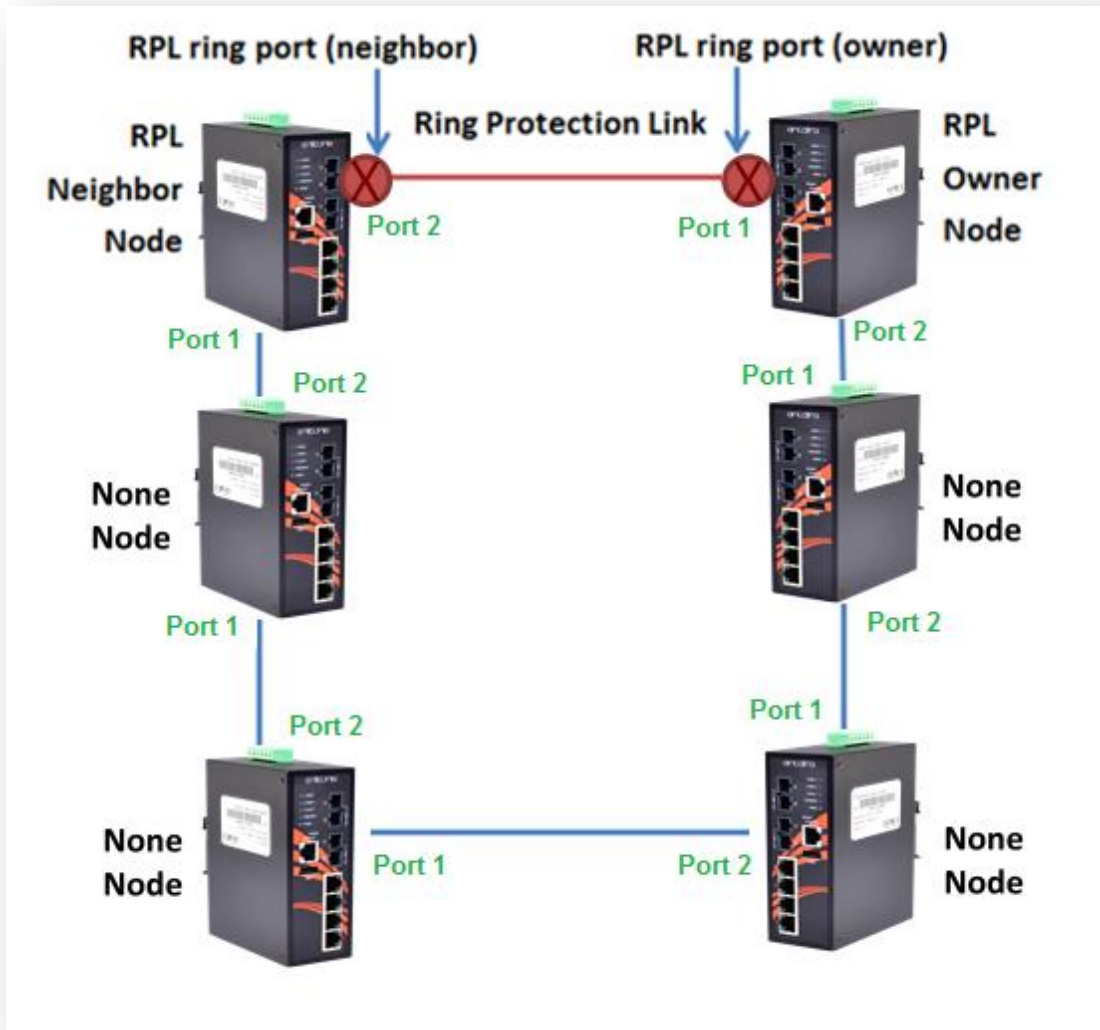 RPL ring port (neighbor)
RPL ring port (owner)
Ring Protection Link
RPL
Neighbor
Node
RPL
Owner
Node
Port 2
Port 1
Port 1
Port 2
Port 2
Port 1
None
Node
None
Node
Port 1
Port 2
Port 2
Port 1
None
Node
None
Node
Port 1
Port 2